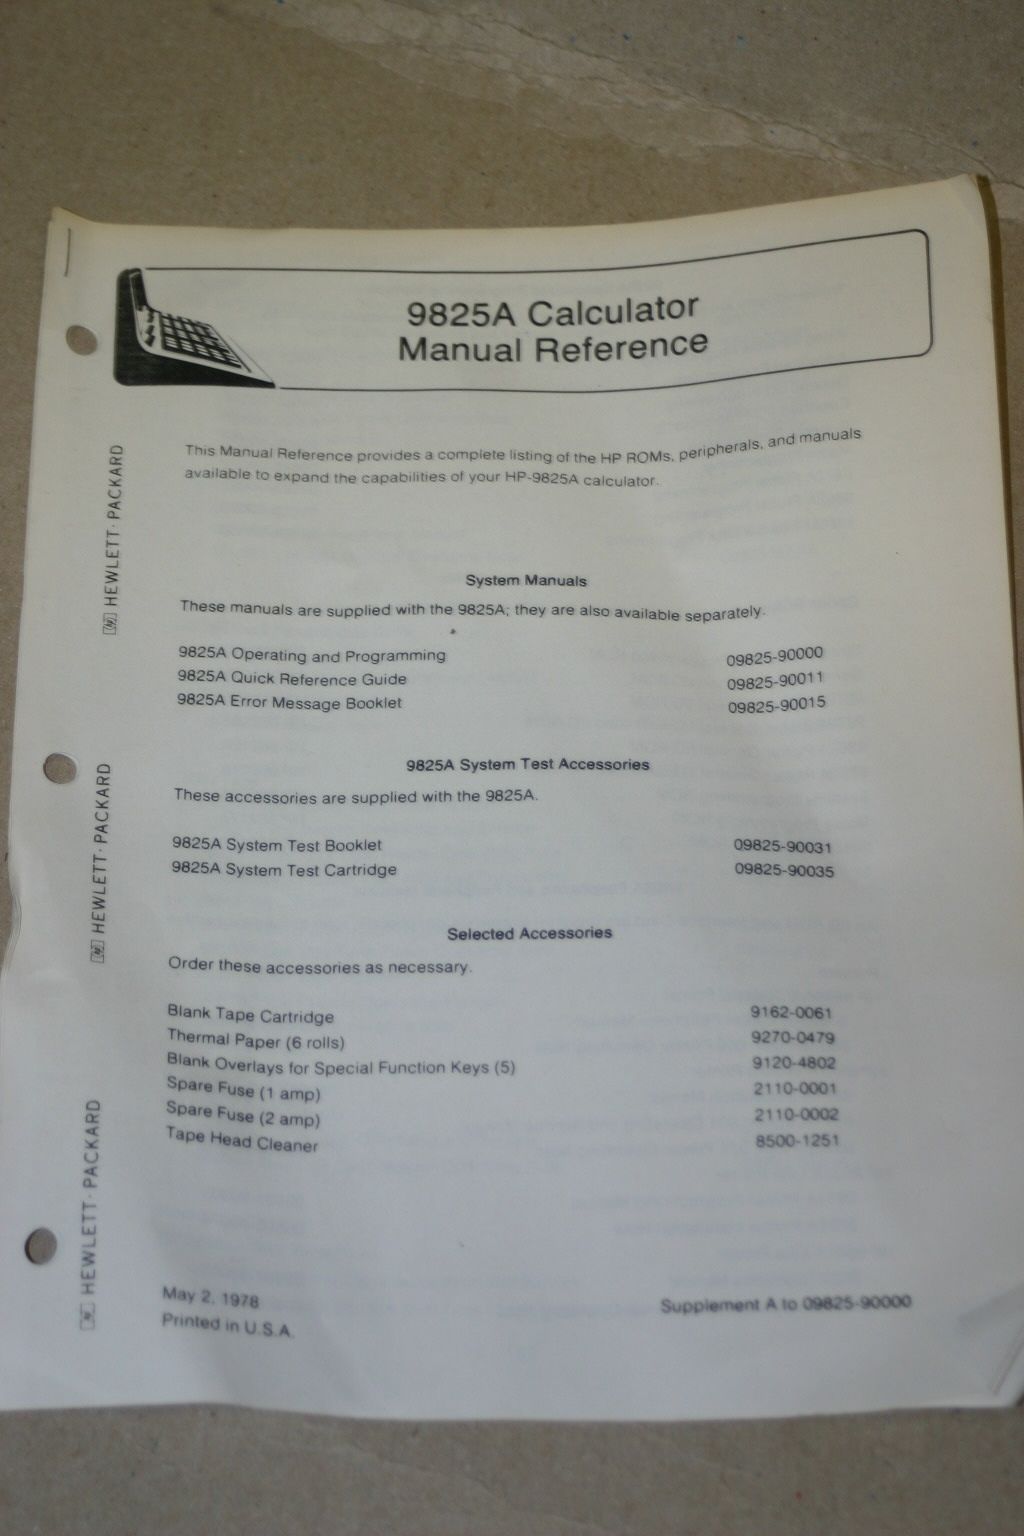 9825A Calculator
Manual Reference
This Manual Reference provides a complete listing of the HP ROMs, peripherals, and manuals
available to expand the capabilities of your HP-9825A calculator.
System Manuals
These manuals are supplied with the 9825A; they are also available separately.
9825A Operating and Programming 09825-90000
9825A Quick Reference Guide 09825-90011
9825A Error Message Booklet 09825-90015
9825A System Test Accessories
These accessories are supplied with the 9825A.
9825A System Test Booklet 09825-90031
9825A System Test Cartridge 09825-90035
Selected Accessories
Order these accessories as necessary.
Blank Tape Cartridge 9162-0061
Thermal Paper (6 rolls) 9270-0479
Blank Overlays for Special Function Keys (5) 9120-4802
Spare Fuse (1 amp) 2110-0001
Spare Fuse (2 amp) 2110-0002
Tape Head Cleaner 8500-1251
May 2, 1978
Printed in U.S.A.
Supplement A to 09825-90000
hp HEWLETT·PACKARD
hp HEWLETT·PACKARD
hp HEWLETT·PACKARD